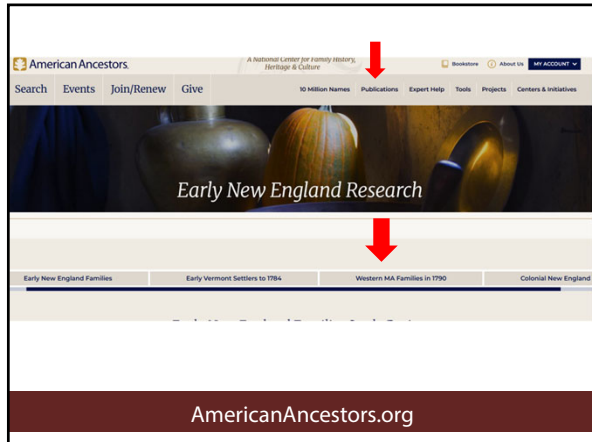 American Ancestors.
A National Center for Family History,
Heritage & Culture
Bookstore
About Us
MY ACCOUNT
Search Events Join/Renew Give
10 Million Names Publications Expert Help Tools Projects Centers & Initiatives
Early New England Research
Early New England Families Early Vermont Settlers to 1784 Western MA Families in 1790 Colonial New England
AmericanAncestors.org